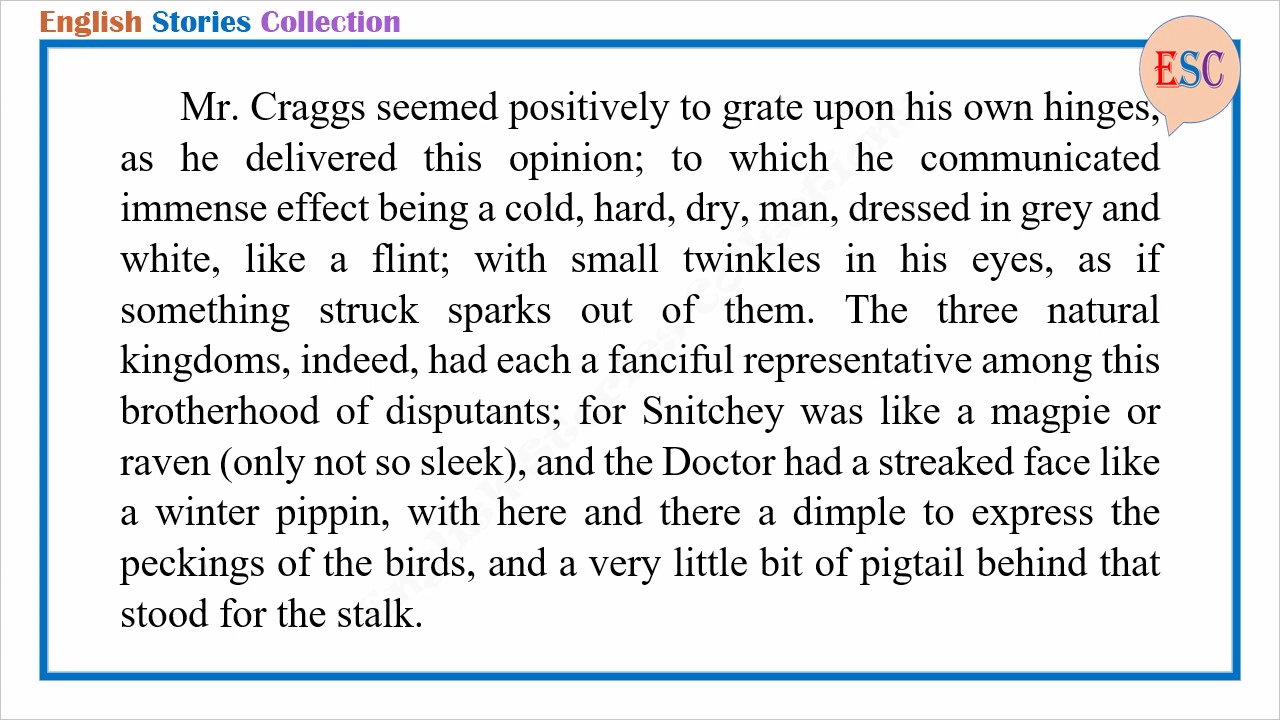 English Stories Collection
ESC
Mr. Craggs seemed positively to grate upon his own hinges,
as he delivered this opinion; to which he communicated
immense effect being a cold, hard, dry, man, dressed in grey and
white, like a flint; with small twinkles in his eyes, as if
something struck sparks out of them. The three natural
kingdoms, indeed, had each a fanciful representative among this
brotherhood of disputants; for Snitchey was like a magpie or
raven (only not so sleek), and the Doctor had a streaked face like
a winter pippin, with here and there a dimple to express the
peckings of the birds, and a very little bit of pigtail behind that
stood for the stalk.
English Stories Collection